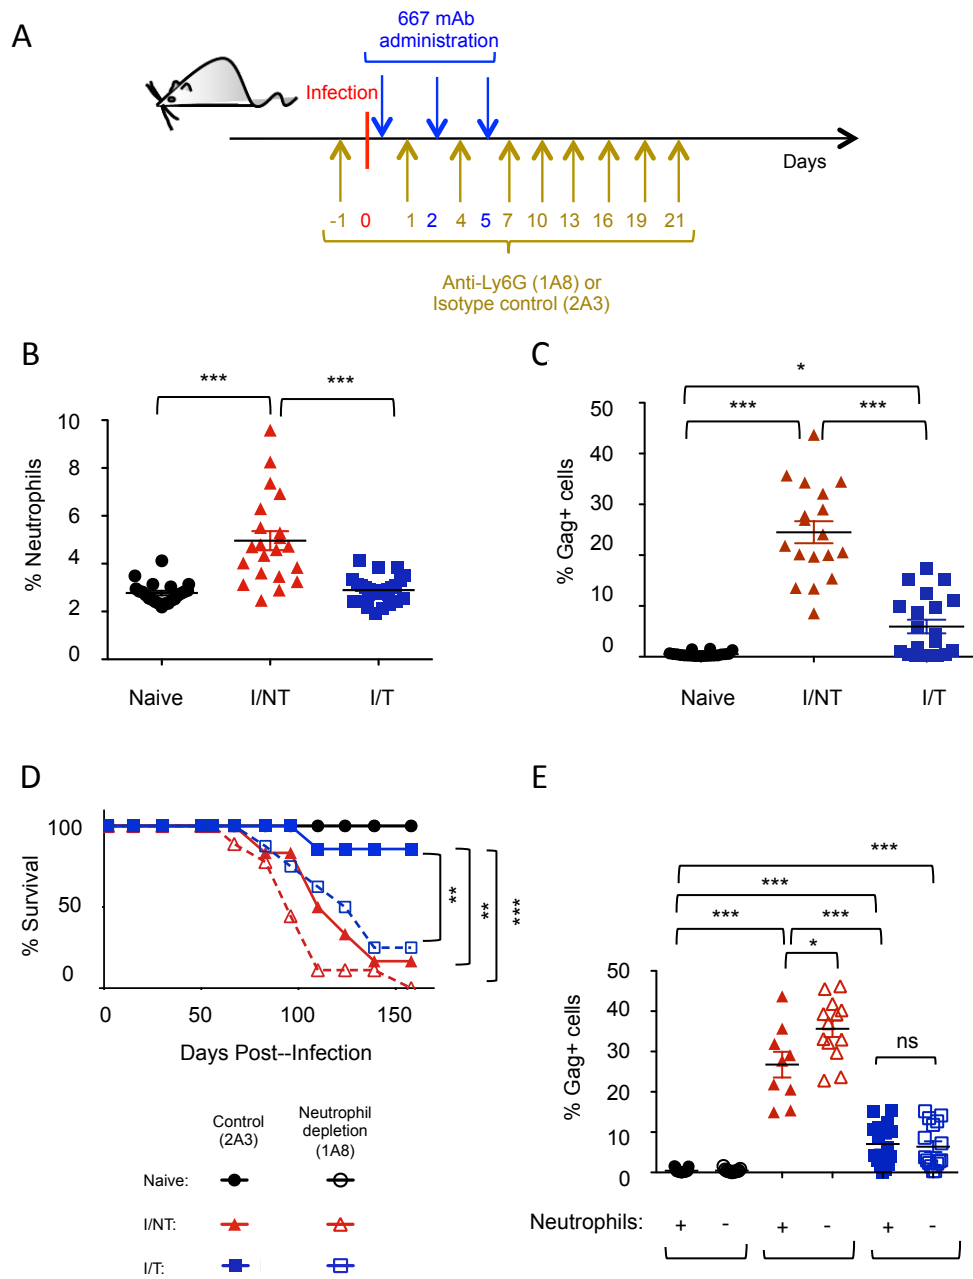 A
667 mAb
administration
Infection
Days
-1 0 1 2 4 5 7 10 13 16 19 21
Anti-Ly6G (1A8) or
Isotype control (2A3)
B
*** ***
% Neutrophils
10
8
6
4
2
0
Naive I/NT I/T
C
*
*** ***
% Gag+ cells
50
40
30
20
10
0
Naive I/NT I/T
D
% Survival
100
50
0
0 50 100 150
Days Post--Infection
** ** ***
Control
(2A3)
Neutrophil
depletion
(1A8)
Naive:
I/NT:
I/T:
E
***
***
*** ***
*
ns
% Gag+ cells
50
40
30
20
10
0
Neutrophils: + - + - + -